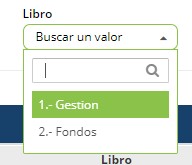 Libro
Buscar un valor
1.- Gestion
2.- Fondos
Libro